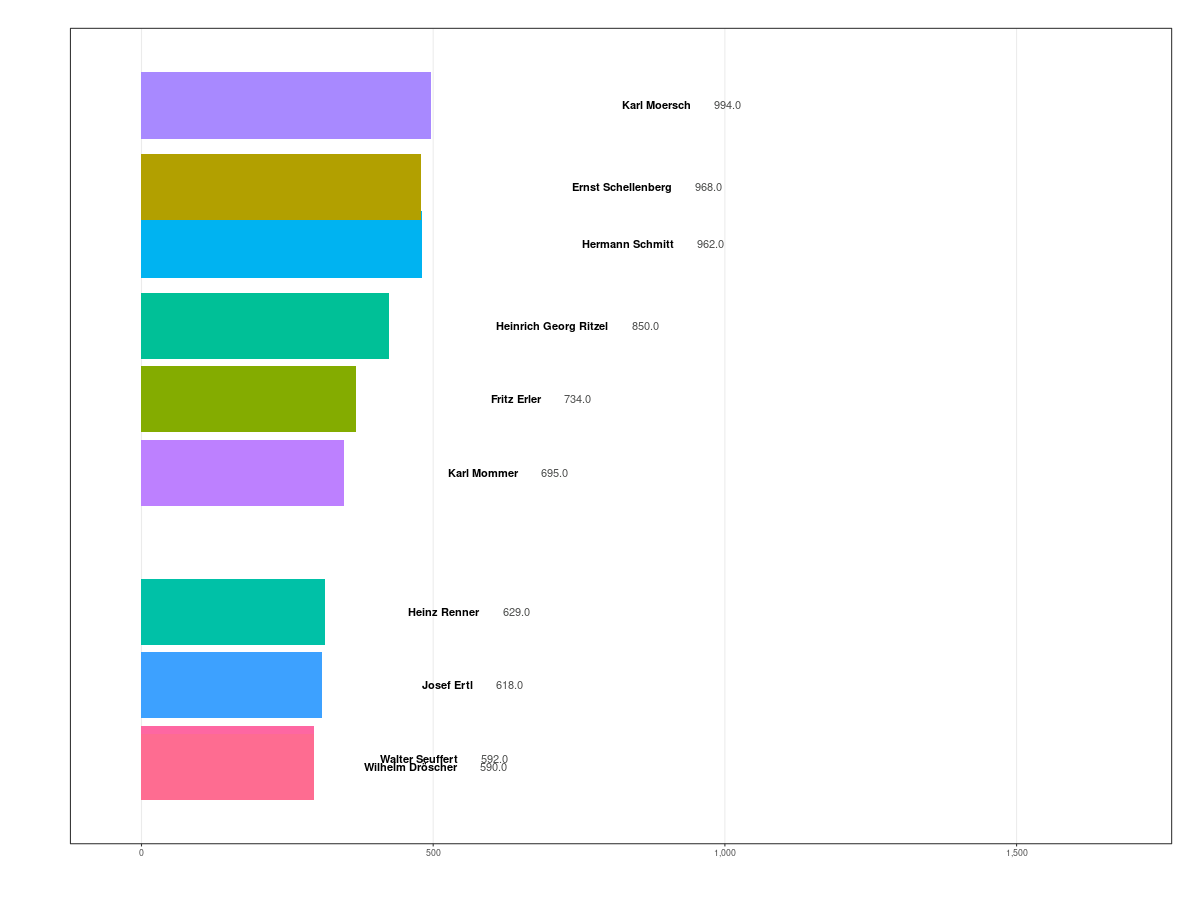 Karl Moersch 994.0
Ernst Schellenberg 968.0
Hermann Schmitt 962.0
Heinrich Georg Ritzel 850.0
Fritz Erler 734.0
Karl Mommer 695.0
Heinz Renner 629.0
Josef Ertl 618.0
Walter Seuffert 592.0
Wilhelm Dröscher 590.0
0 500 1,000 1,500